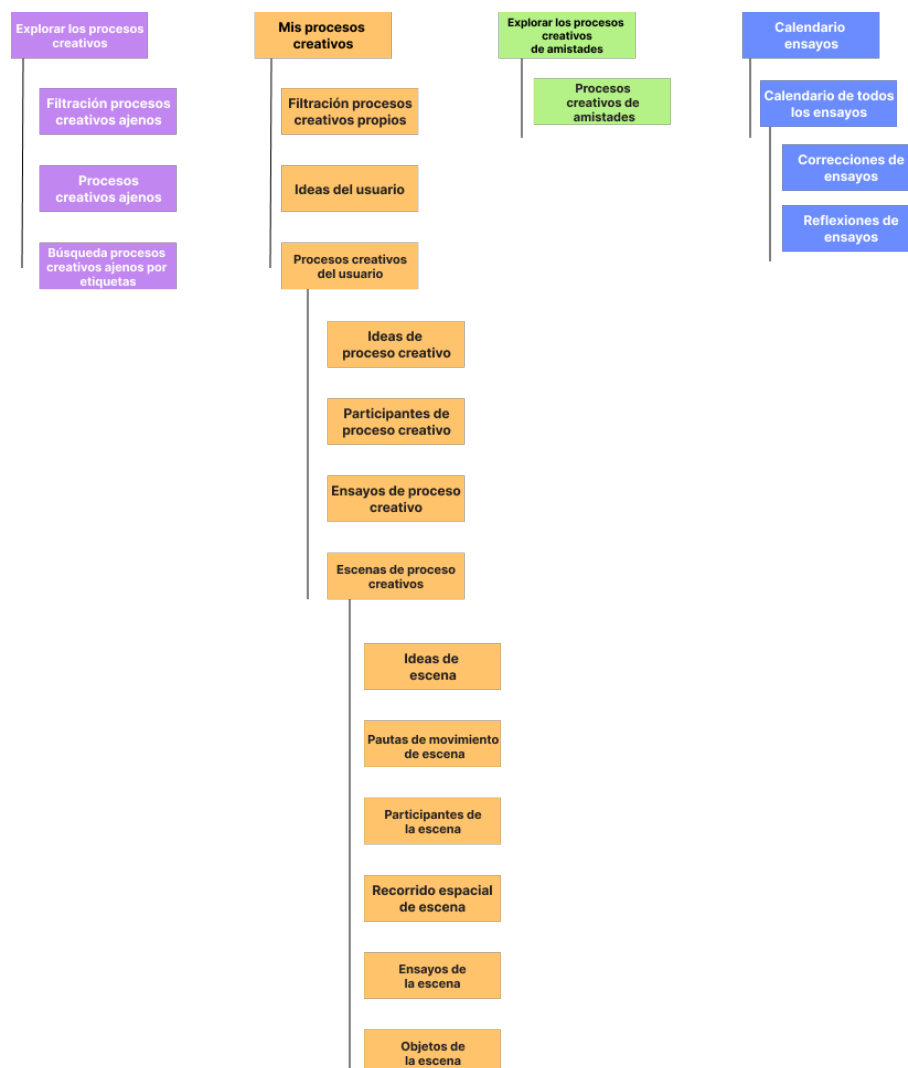 Explorar los procesos
creativos
Filtración procesos
creativos ajenos
Procesos
creativos ajenos
Búsqueda procesos
creativos ajenos por
etiquetas
Mis procesos
creativos
Filtración procesos
creativos propios
Ideas del usuario
Procesos creativos
del usuario
Ideas de
proceso creativo
Participantes de
proceso creativo
Ensayos de proceso
creativo
Escenas de proceso
creativos
Ideas de
escena
Pautas de movimiento
de escena
Participantes de
la escena
Recorrido espacial
de escena
Ensayos de
la escena
Objetos de
la escena
Explorar los procesos
creativos
de amistades
Procesos
creativos de
amistades
Calendario
ensayos
Calendario de todos
los ensayos
Correcciones de
ensayos
Reflexiones de
ensayos